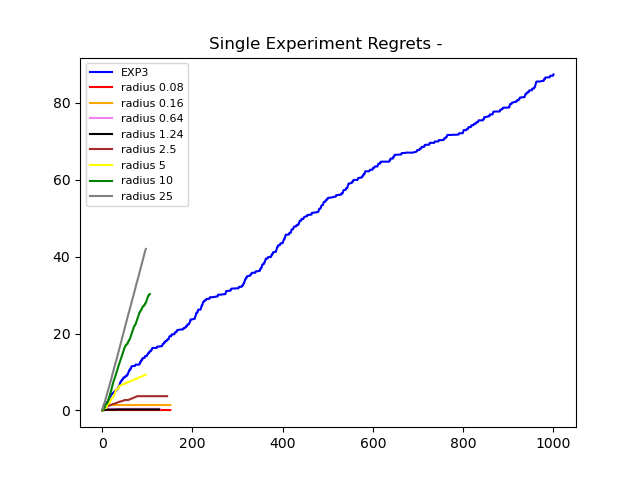 Single Experiment Regrets -
EXP3
radius 0.08
radius 0.16
radius 0.64
radius 1.24
radius 2.5
radius 5
radius 10
radius 25
80
60
40
20
0
0 200 400 600 800 1000